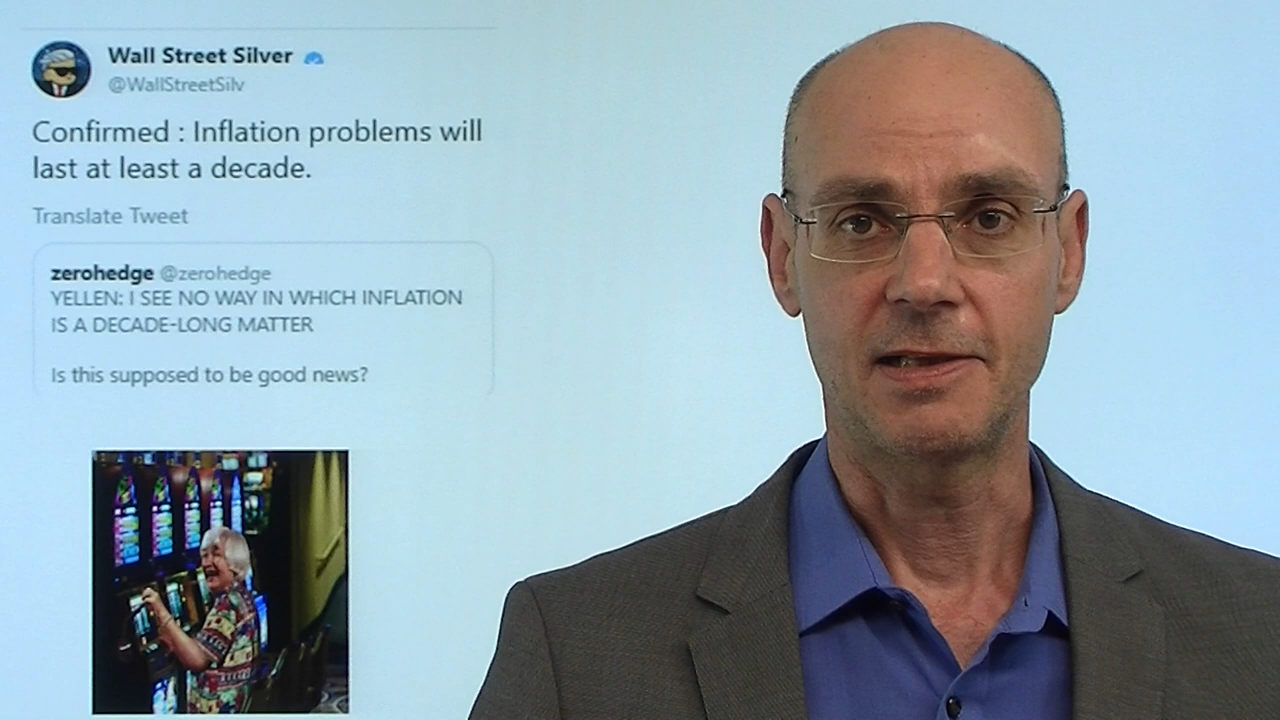 Wall Street Silver
@WallStreetSilv
Confirmed : Inflation problems will
last at least a decade.
Translate Tweet
zerohedge @zerohedge
YELLEN: I SEE NO WAY IN WHICH INFLATION
IS A DECADE-LONG MATTER
Is this supposed to be good news?